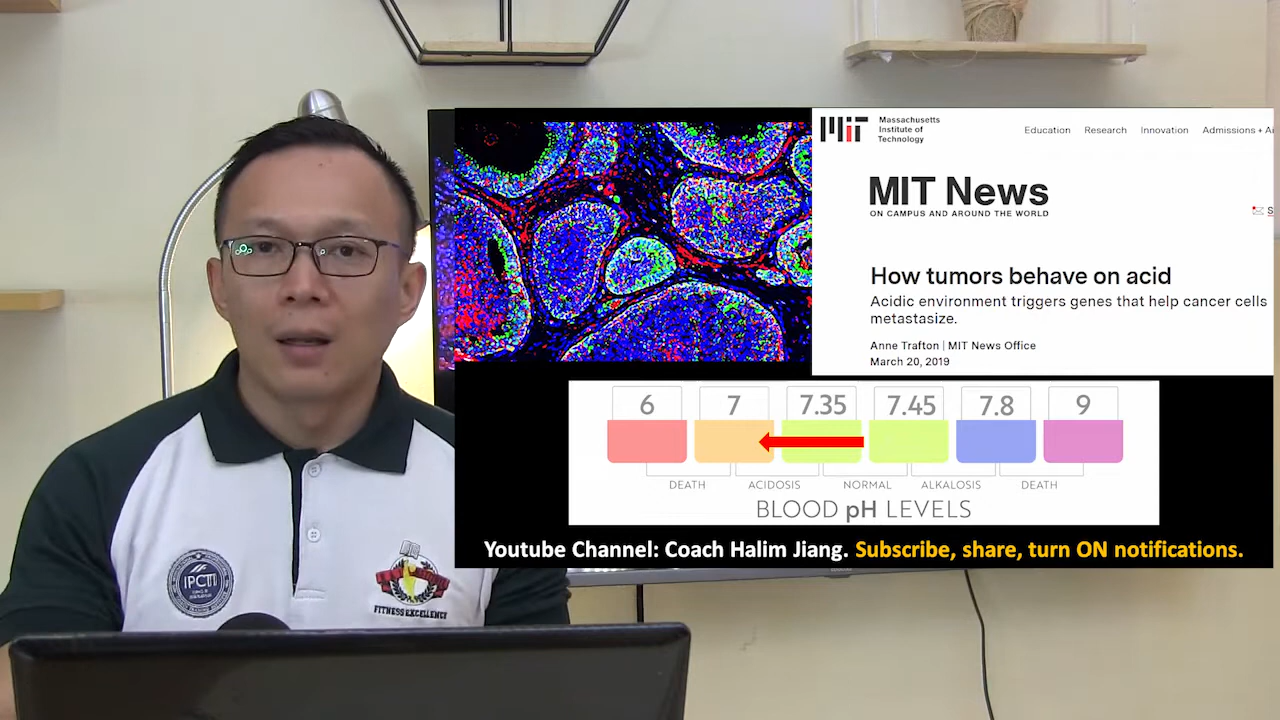 MiT
Massachusetts
Institute of
Technology
Education Research Innovation Admissions +
MIT News
ON CAMPUS AND AROUND THE WORLD
How tumors behave on acid
Acidic environment triggers genes that help cancer cells
metastasize.
Anne Trafton | MIT News Office
March 20, 2019
6 7 7.35 7.45 7.8 9
DEATH ACIDOSIS NORMAL ALKALOSIS DEATH
BLOOD pH LEVELS
Youtube Channel: Coach Halim Jiang. Subscribe, share, turn ON notifications.
IPCTI
FITNESS EXCELLENCE